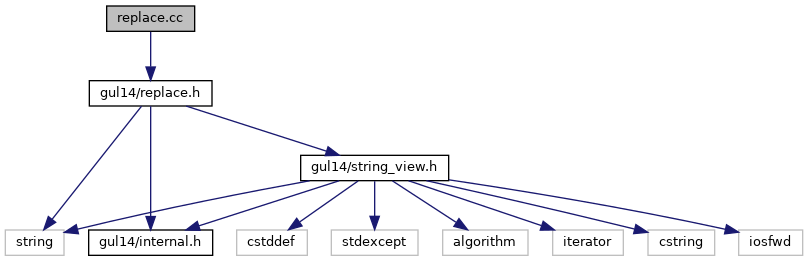 replace.cc
gul14/replace.h
gul14/string_view.h
string
gul14/internal.h
cstddef
stdexcept
algorithm
iterator
cstring
iosfwd